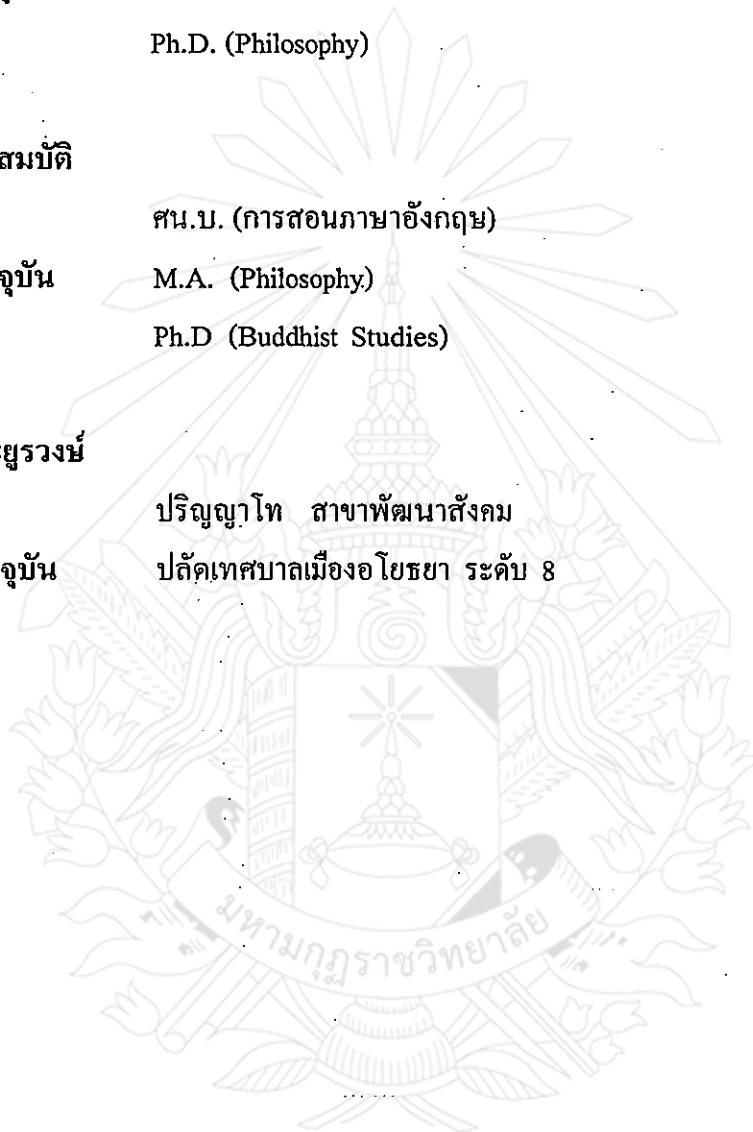 Ph.D. (Philosophy)
สมบัติ
ศน.บ. (การสอนภาษาอังกฤษ)
จุบัน M.A. (Philosophy)
Ph.D (Buddhist Studies)
ยูรวงษ์
ปริญญาโท สาขาพัฒนาสังคม
จุบัน ปลัดเทศบาลเมืองอโยธยา ระดับ 8
มหามกุฏราชวิทยาลัย